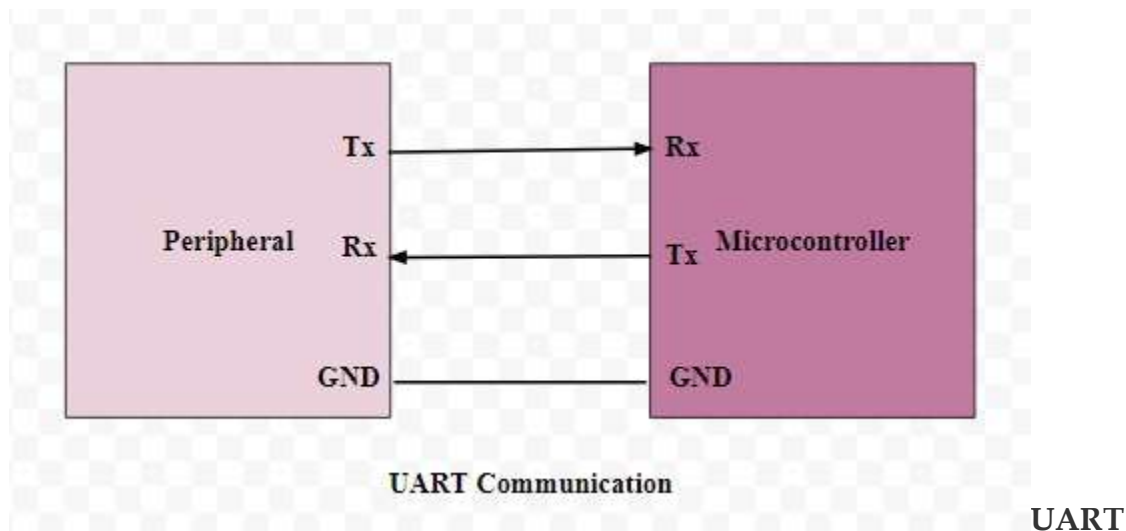 Tx Rx
Peripheral Rx Tx Microcontroller
GND GND
UART Communication
UART